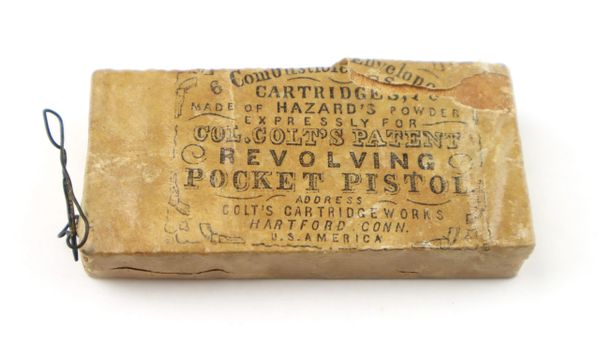 6 Combustible Envelope
CARTRIDGES,
MADE OF HAZARD'S POWDER
EXPRESSLY FOR
COL. COLT'S PATENT
REVOLVING
POCKET PISTOL
ADDRESS
COLT'S CARTRIDGE WORKS
HARTFORD. CONN.
U.S. AMERICA